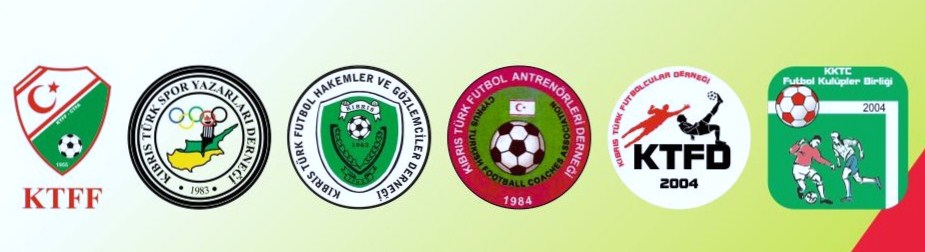 1955
KTFF
KIBRIS TÜRK SPOR YAZARLARI DERNEĞİ
1983
KIBRIS TÜRK FUTBOL HAKEMLER VE GÖZLEMCİLER DERNEĞİ
KIBRIS
1963
KIBRIS TÜRK FUTBOL ANTRENÖRLERİ DERNEĞİ
CYPRUS TURKISH FOOTBALL COACHES ASSOCIATION
1984
KIBRIS TÜRK FUTBOLCULAR DERNEĞİ
KTFD
2004
KKTC
Futbol Kulüpler Birliği
2004